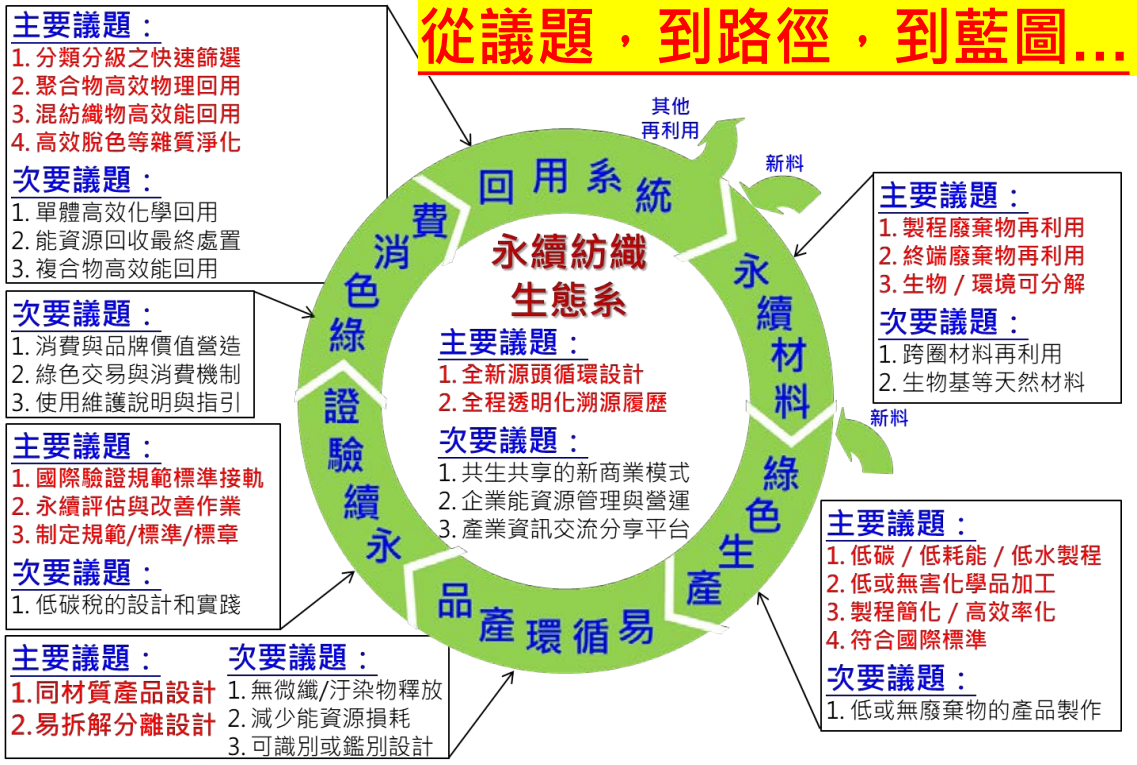 從議題，到路徑，到藍圖...
主要議題：
1. 分類分級之快速篩選
2. 聚合物高效物理回用
3. 混紡織物高效能回用
4. 高效脫色等雜質淨化
次要議題：
1. 單體高效化學回用
2. 能資源回收最終處置
3. 複合物高效能回用
次要議題：
1. 消費與品牌價值營造
2. 綠色交易與消費機制
3. 使用維護說明與指引
主要議題：
1. 國際驗證規範標準接軌
2. 永續評估與改善作業
3. 制定規範/標準/標章
次要議題：
1. 低碳稅的設計和實踐
主要議題：
1.同材質產品設計
2.易拆解分離設計
次要議題：
1. 無微纖/汙染物釋放
2. 減少能資源損耗
3. 可識別或鑑別設計
其他
再利用
新料
回用系統
永續材料
新料
綠色生產
易循環產品
永續驗證
綠色消費
永續紡織
生態系
主要議題：
1. 全新源頭循環設計
2. 全程透明化溯源履歷
次要議題：
1. 共生共享的新商業模式
2. 企業能資源管理與營運
3. 產業資訊交流分享平台
主要議題：
1. 製程廢棄物再利用
2. 終端廢棄物再利用
3. 生物 / 環境可分解
次要議題：
1. 跨圈材料再利用
2. 生物基等天然材料
主要議題：
1. 低碳 / 低耗能 / 低水製程
2. 低或無害化學品加工
3. 製程簡化 / 高效率化
4. 符合國際標準
次要議題：
1. 低或無廢棄物的產品製作